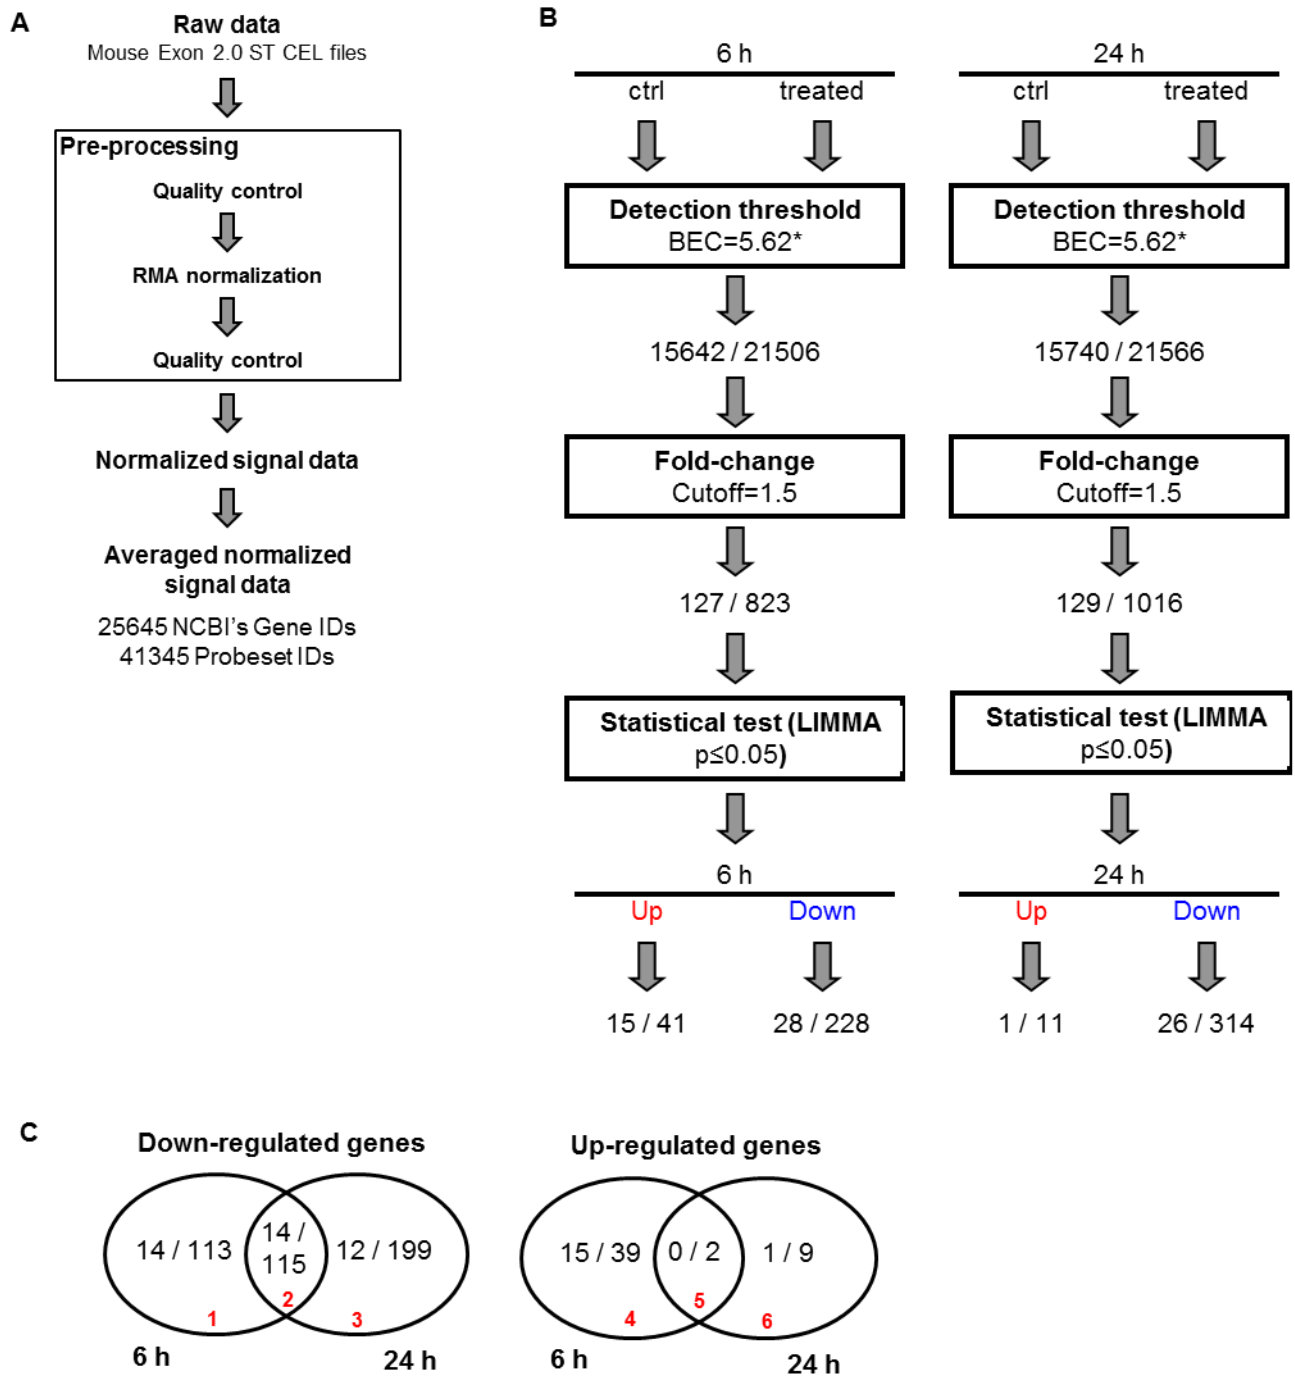 A
Raw data
Mouse Exon 2.0 ST CEL files
Pre-processing
Quality control
RMA normalization
Quality control
Normalized signal data
Averaged normalized
signal data
25645 NCBI's Gene IDs
41345 Probeset IDs
B
6 h
ctrl treated
Detection threshold
BEC=5.62*
15642 / 21506
Fold-change
Cutoff=1.5
127 / 823
Statistical test (LIMMA
p≤0.05)
6 h
Up Down
15 / 41 28 / 228
24 h
ctrl treated
Detection threshold
BEC=5.62*
15740 / 21566
Fold-change
Cutoff=1.5
129 / 1016
Statistical test (LIMMA
p≤0.05)
24 h
Up Down
1 / 11 26 / 314
C
Down-regulated genes
14 / 113
14 /
115
12 / 199
1
2
3
6 h
24 h
Up-regulated genes
15 / 39
0 / 2
1 / 9
4
5
6
6 h
24 h